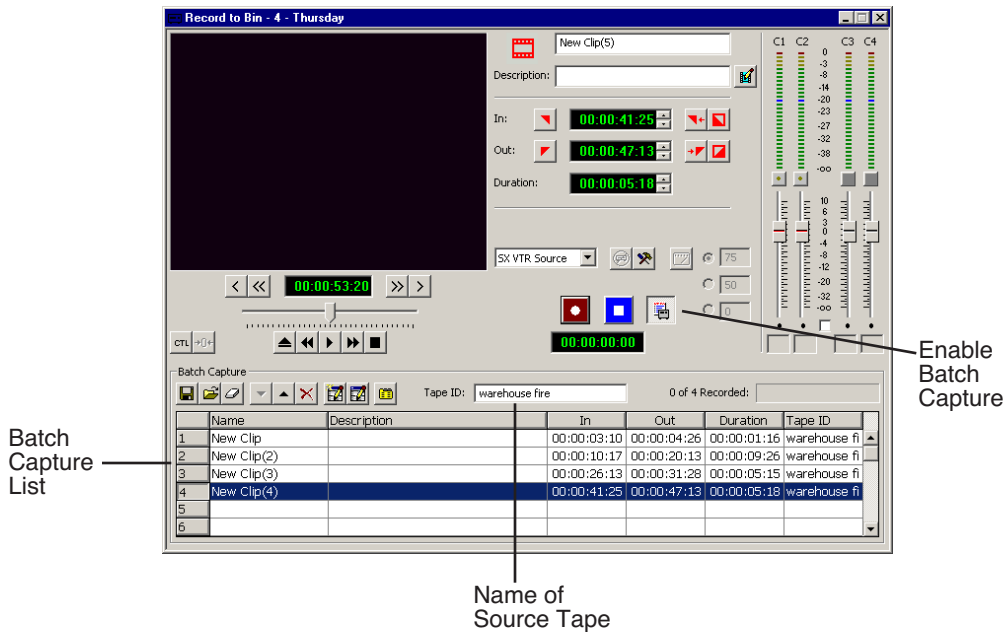 Record to Bin - 4 - Thursday
New Clip(5)
Description:
In: 00:00:41:25
Out: 00:00:47:13
Duration: 00:00:05:18
C1 C2 C3 C4
0
-3
-8
-14
-20
-23
-27
-32
-38
-oo
10
6
3
0
-4
-8
-12
-20
-32
-oo
SX VTR Source
75
50
0
00:00:53:20
CTL
→0←
00:00:00:00
Enable
Batch
Capture
Batch Capture
Tape ID: warehouse fire
0 of 4 Recorded:
Name Description In Out Duration Tape ID
1 New Clip 00:00:03:10 00:00:04:26 00:00:01:16 warehouse fi
2 New Clip(2) 00:00:10:17 00:00:20:13 00:00:09:26 warehouse fi
3 New Clip(3) 00:00:26:13 00:00:31:28 00:00:05:15 warehouse fi
4 New Clip(4) 00:00:41:25 00:00:47:13 00:00:05:18 warehouse fi
5
6
Batch
Capture
List
Name of
Source Tape